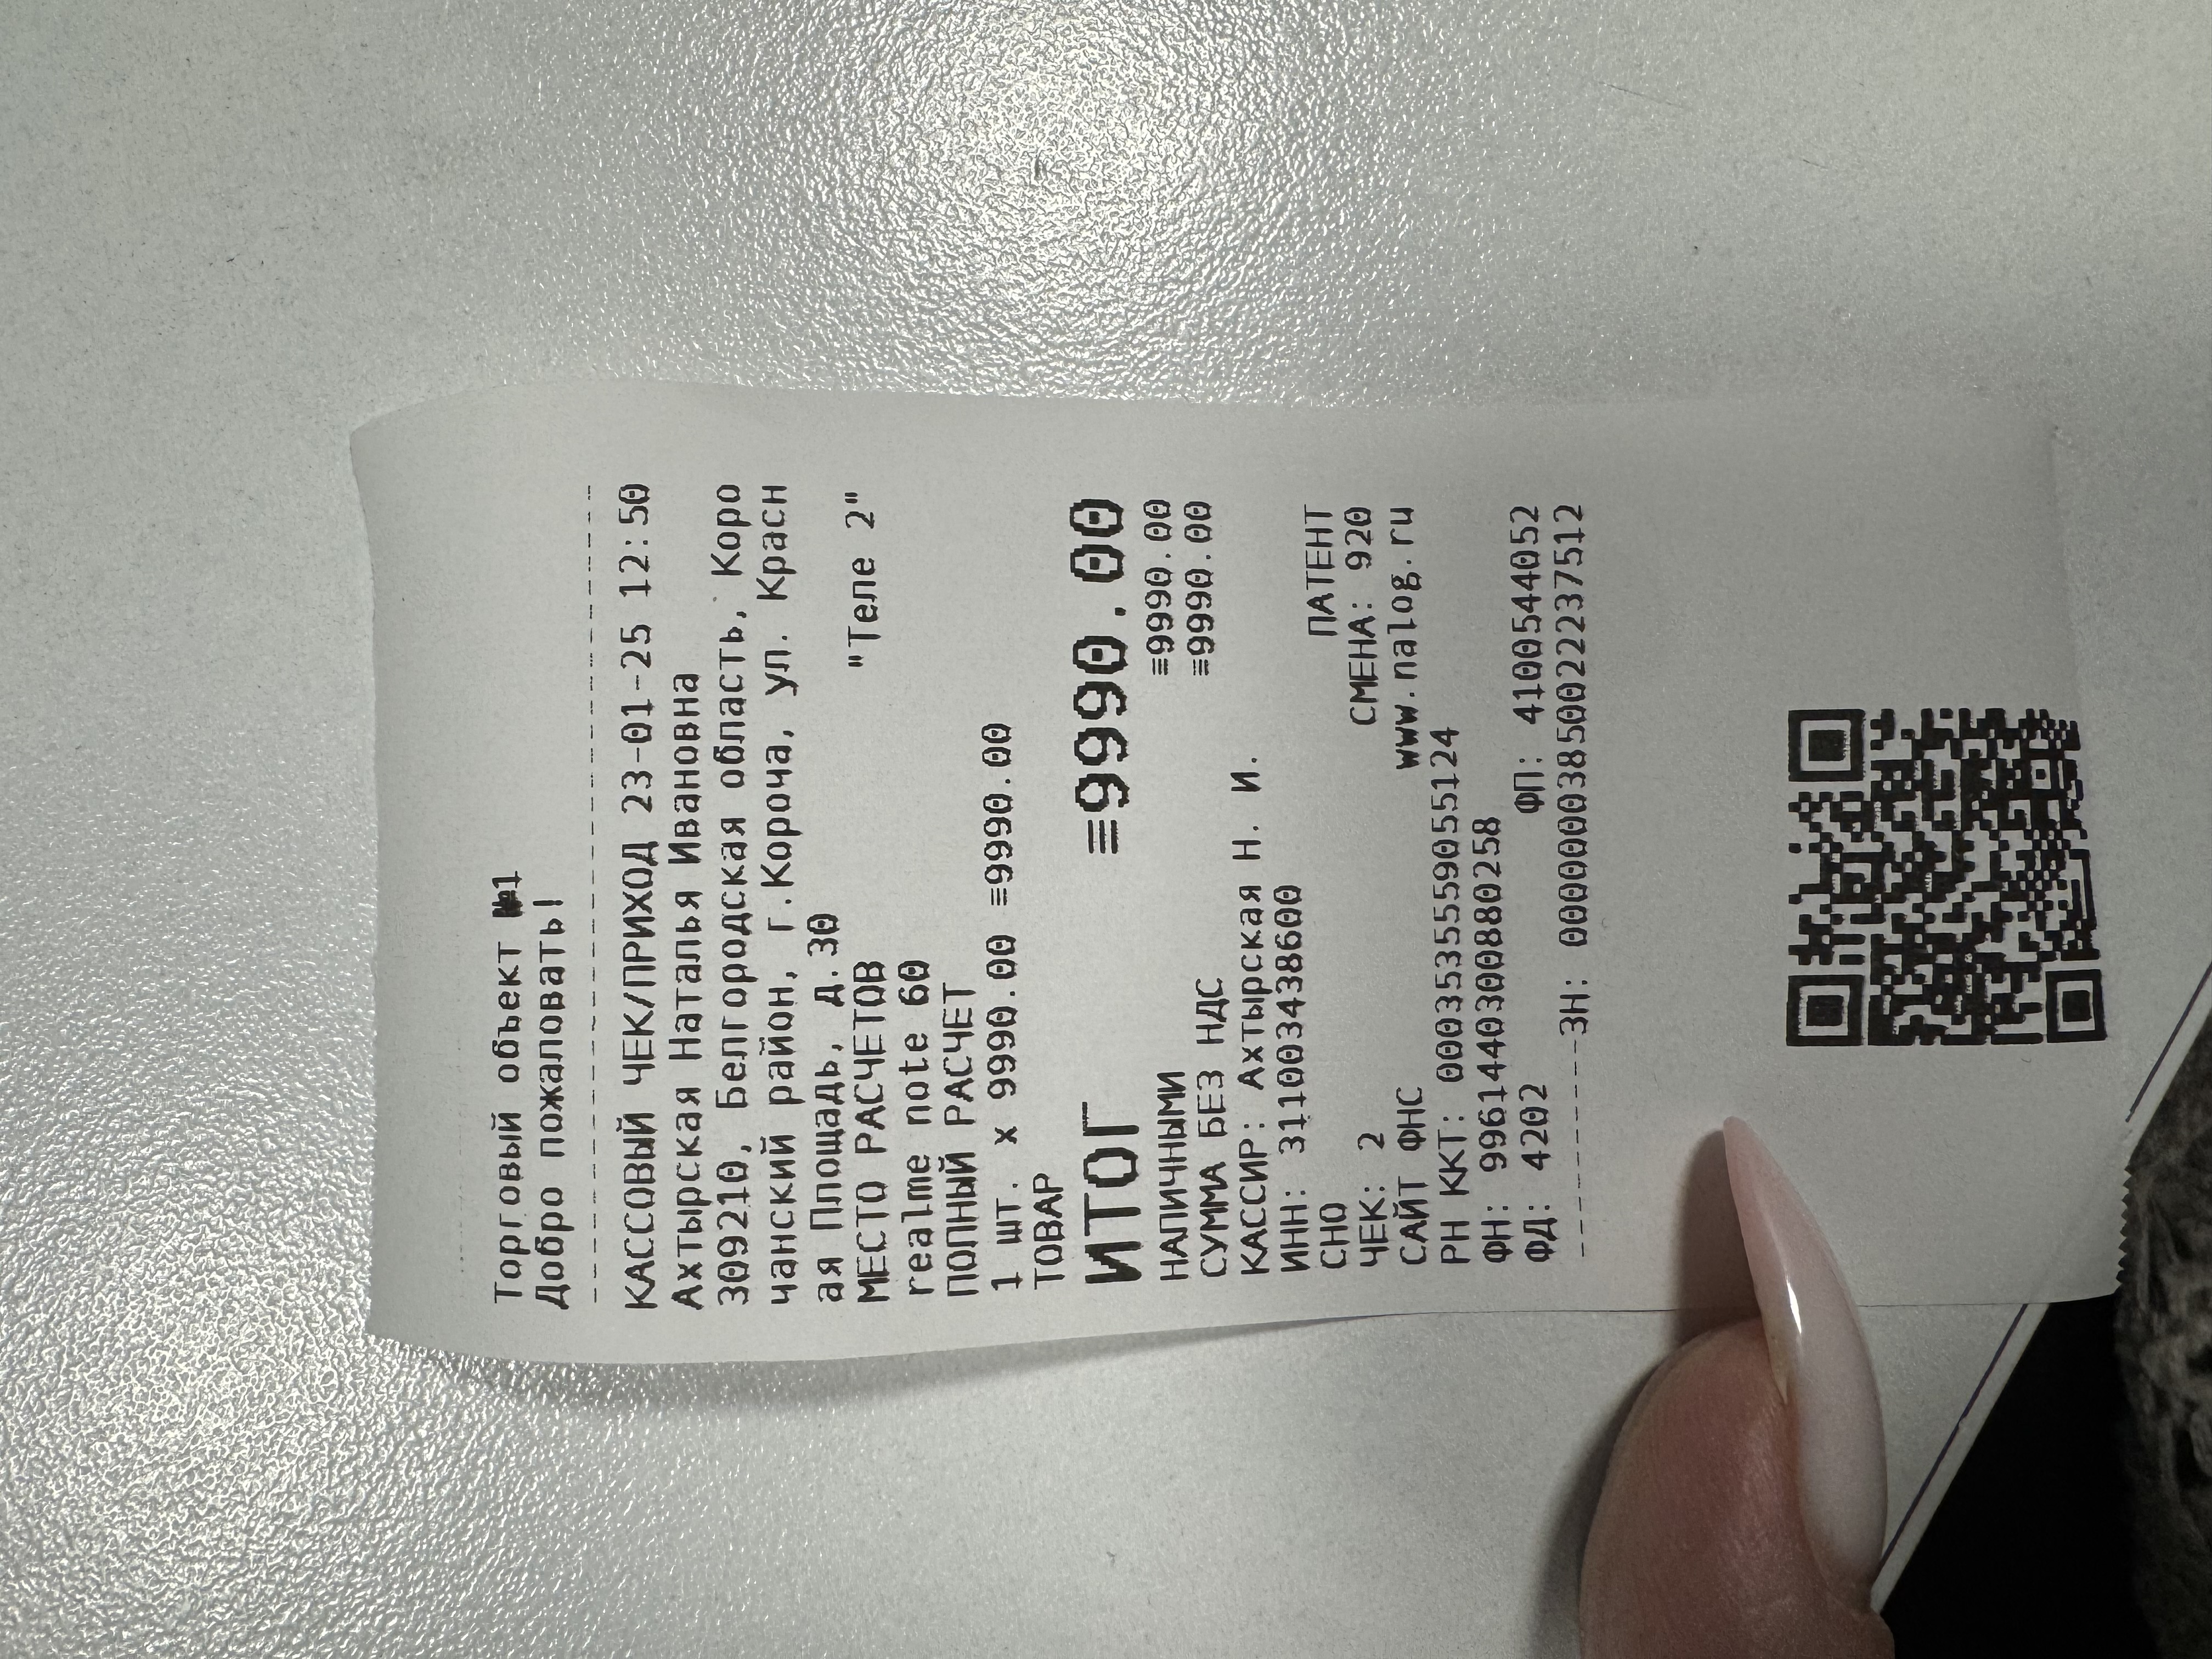 Торговый объект №1
Добро пожаловать!
КАССОВЫЙ ЧЕК/ПРИХОД 23-01-25 12:50
Ахтырская Наталья Ивановна
309210, Белгородская область, Коро
чанский район, г.Короча, ул. Красн
ая Площадь, д.30
МЕСТО РАСЧЕТОВ "Теле 2"
realme note 60
ПОЛНЫЙ РАСЧЕТ
1 шт. x 9990.00 ≡9990.00
ТОВАР
ИТОГ ≡9990.00
НАЛИЧНЫМИ ≡9990.00
СУММА БЕЗ НДС ≡9990.00
КАССИР: Ахтырская Н. И.
ИНН: 311003438600
СНО ПАТЕНТ
ЧЕК: 2 СМЕНА: 920
САЙТ ФНС www.nalog.ru
РН ККТ: 0003535559055124
ФН: 9961440300880258
ФД: 4202 ФП: 4100544052
ЗН: 00000003850022237512